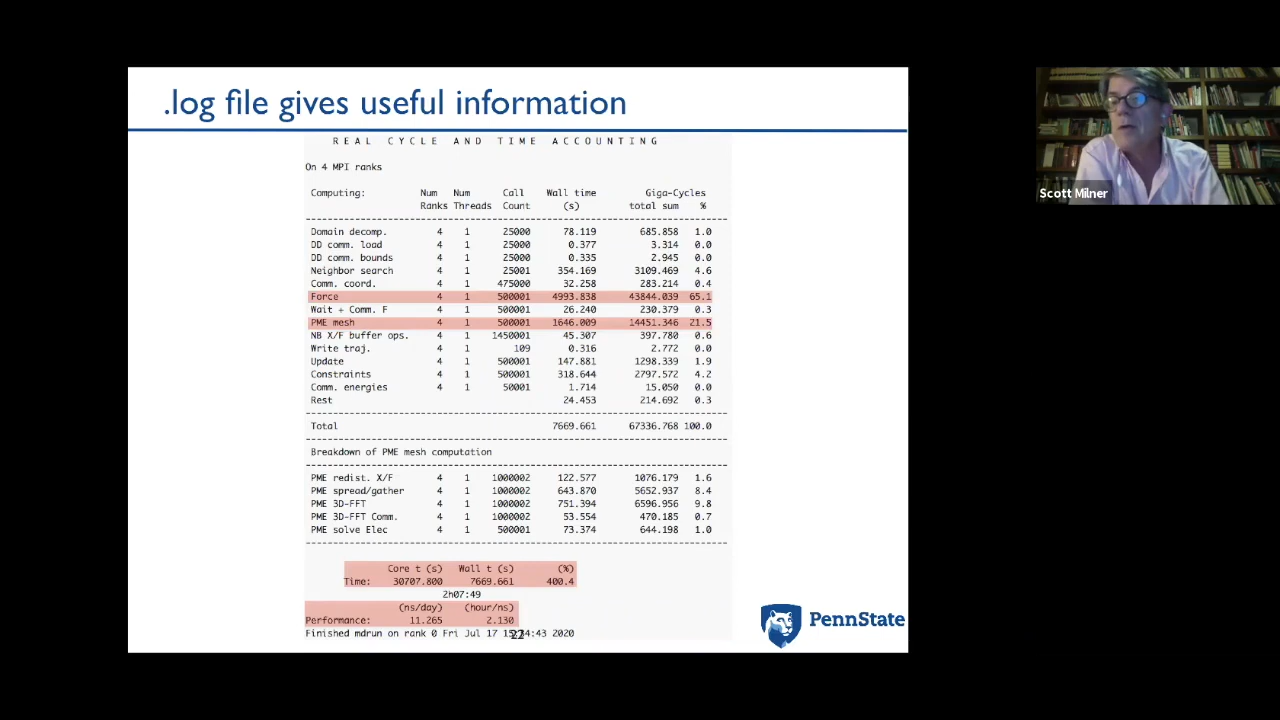 .log file gives useful information
R E A L   C Y C L E   A N D   T I M E   A C C O U N T I N G
On 4 MPI ranks
Computing: Num Num Call Wall time Giga-Cycles
Ranks Threads Count (s) total sum %
Domain decomp. 4 1 25000 78.119 685.858 1.0
DD comm. load 4 1 25000 0.377 3.314 0.0
DD comm. bounds 4 1 25000 0.335 2.945 0.0
Neighbor search 4 1 25001 354.169 3109.469 4.6
Comm. coord. 4 1 475000 32.258 283.214 0.4
Force 4 1 500001 4993.838 43844.039 65.1
Wait + Comm. F 4 1 500001 26.240 230.379 0.3
PME mesh 4 1 500001 1646.009 14451.346 21.5
NB X/F buffer ops. 4 1 1450001 45.307 397.780 0.6
Write traj. 4 1 109 0.316 2.772 0.0
Update 4 1 500001 147.881 1298.339 1.9
Constraints 4 1 500001 318.644 2797.572 4.2
Comm. energies 4 1 50001 1.714 15.050 0.0
Rest 24.453 214.692 0.3
Total 7669.661 67336.768 100.0
Breakdown of PME mesh computation
PME redist. X/F 4 1 1000002 122.577 1076.179 1.6
PME spread/gather 4 1 1000002 643.870 5652.937 8.4
PME 3D-FFT 4 1 1000002 751.394 6596.956 9.8
PME 3D-FFT Comm. 4 1 1000002 53.554 470.185 0.7
PME solve Elec 4 1 500001 73.374 644.198 1.0
Core t (s) Wall t (s) (%)
Time: 30707.800 7669.661 400.4
2h07:49
(ns/day) (hour/ns)
Performance: 11.265 2.130
Finished mdrun on rank 0 Fri Jul 17 :43 2020
22
PennState
Scott Milner